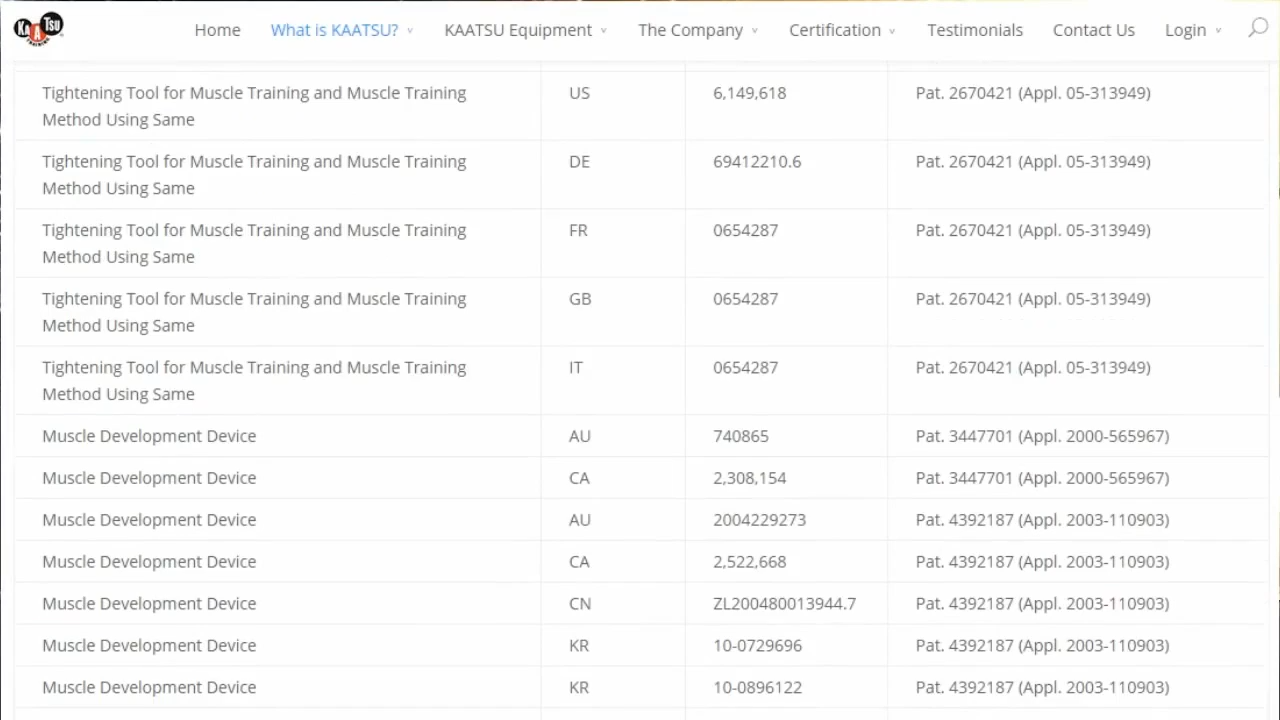 KAATSU
TRAINING
Home What is KAATSU? KAATSU Equipment The Company Certification Testimonials Contact Us Login
Tightening Tool for Muscle Training and Muscle Training US 6,149,618 Pat. 2670421 (Appl. 05-313949)
Method Using Same
Tightening Tool for Muscle Training and Muscle Training DE 69412210.6 Pat. 2670421 (Appl. 05-313949)
Method Using Same
Tightening Tool for Muscle Training and Muscle Training FR 0654287 Pat. 2670421 (Appl. 05-313949)
Method Using Same
Tightening Tool for Muscle Training and Muscle Training GB 0654287 Pat. 2670421 (Appl. 05-313949)
Method Using Same
Tightening Tool for Muscle Training and Muscle Training IT 0654287 Pat. 2670421 (Appl. 05-313949)
Method Using Same
Muscle Development Device AU 740865 Pat. 3447701 (Appl. 2000-565967)
Muscle Development Device CA 2,308,154 Pat. 3447701 (Appl. 2000-565967)
Muscle Development Device AU 2004229273 Pat. 4392187 (Appl. 2003-110903)
Muscle Development Device CA 2,522,668 Pat. 4392187 (Appl. 2003-110903)
Muscle Development Device CN ZL200480013944.7 Pat. 4392187 (Appl. 2003-110903)
Muscle Development Device KR 10-0729696 Pat. 4392187 (Appl. 2003-110903)
Muscle Development Device KR 10-0896122 Pat. 4392187 (Appl. 2003-110903)